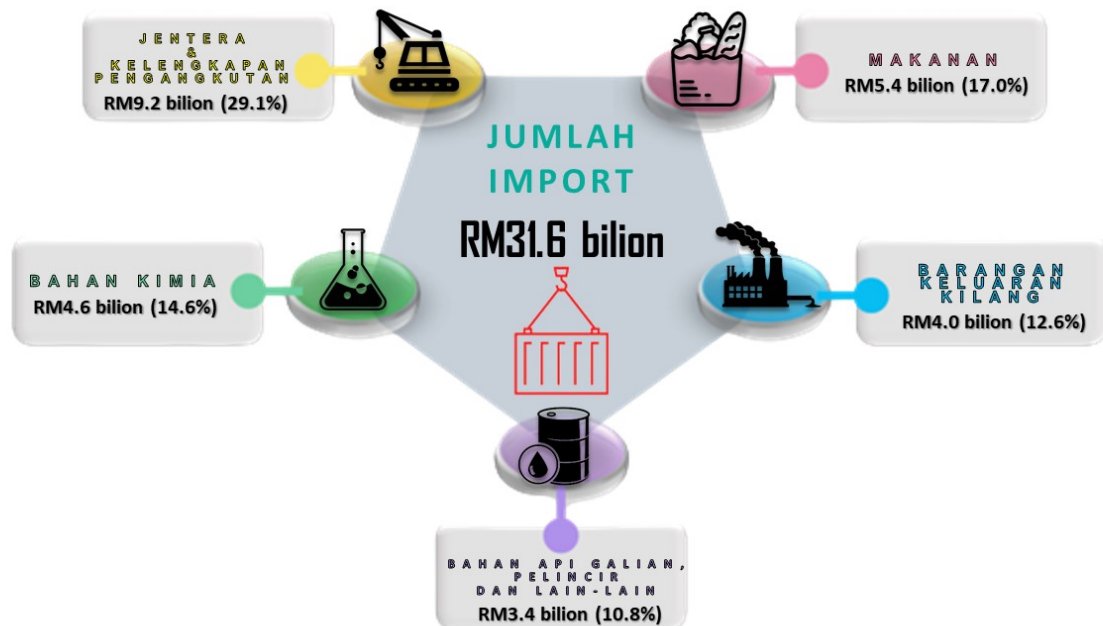 JENTERA
&
KELENGKAPAN
PENGANGKUTAN
RM9.2 bilion (29.1%)
MAKANAN
RM5.4 bilion (17.0%)
JUMLAH
IMPORT
RM31.6 bilion
BAHAN KIMIA
RM4.6 bilion (14.6%)
BARANGAN
KELUARAN
KILANG
RM4.0 bilion (12.6%)
BAHAN API GALIAN,
PELINCIR
DAN LAIN-LAIN
RM3.4 bilion (10.8%)